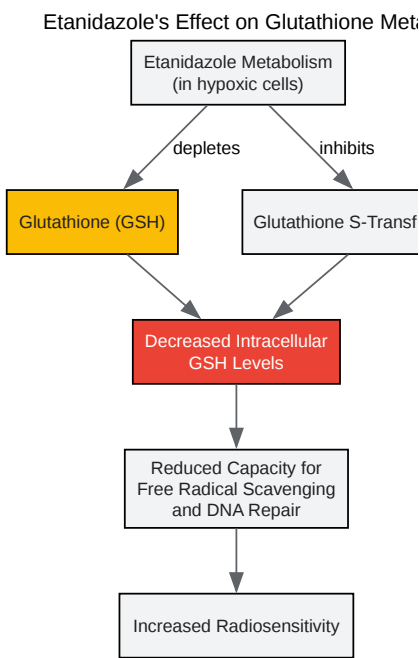 Etanidazole's Effect on Glutathione Meta
Etanidazole Metabolism
(in hypoxic cells)
depletes
inhibits
Glutathione (GSH)
Glutathione S-Transf
Decreased Intracellular
GSH Levels
Reduced Capacity for
Free Radical Scavenging
and DNA Repair
Increased Radiosensitivity